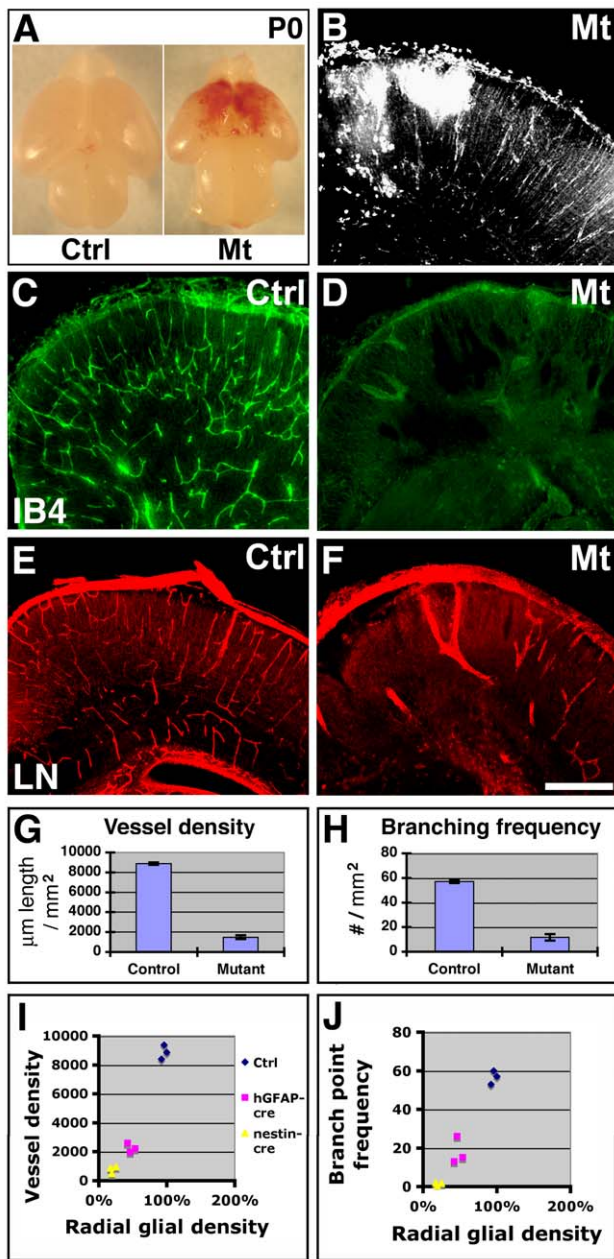 A
P0
Ctrl
Mt
B
Mt
C
Ctrl
IB4
D
Mt
E
Ctrl
LN
F
Mt
G
Vessel density
μm length
/ mm²
10000
8000
6000
4000
2000
0
Control
Mutant
H
Branching frequency
# / mm²
60
40
20
0
Control
Mutant
I
Vessel density
10000
8000
6000
4000
2000
0
0%
100%
200%
Radial glial density
Ctrl
hGFAP-
cre
nestin-
cre
J
Branch point
frequency
60
40
20
0
0%
100%
200%
Radial glial density